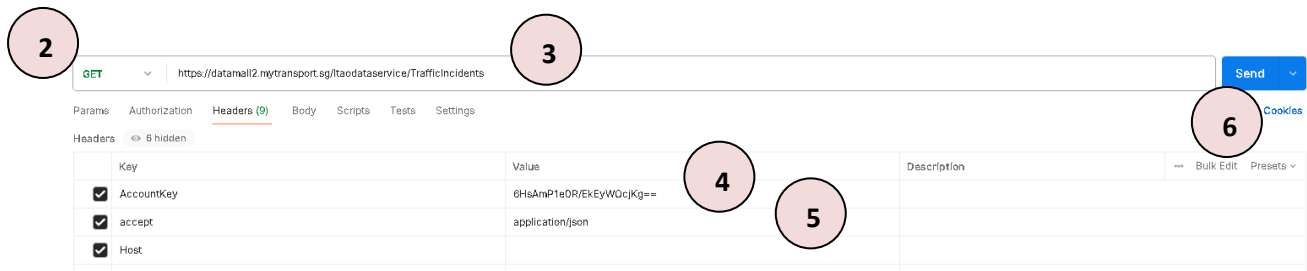 2
3
GET https://datamall2.mytransport.sg/ltaodataservice/TrafficIncidents Send
Params Authorization Headers (9) Body Scripts Tests Settings Cookies
6
Headers 6 hidden
Key Value Description Bulk Edit Presets
4
AccountKey 6HsAmP1e0R/EkEyWOcjKg==
5
accept application/json
Host